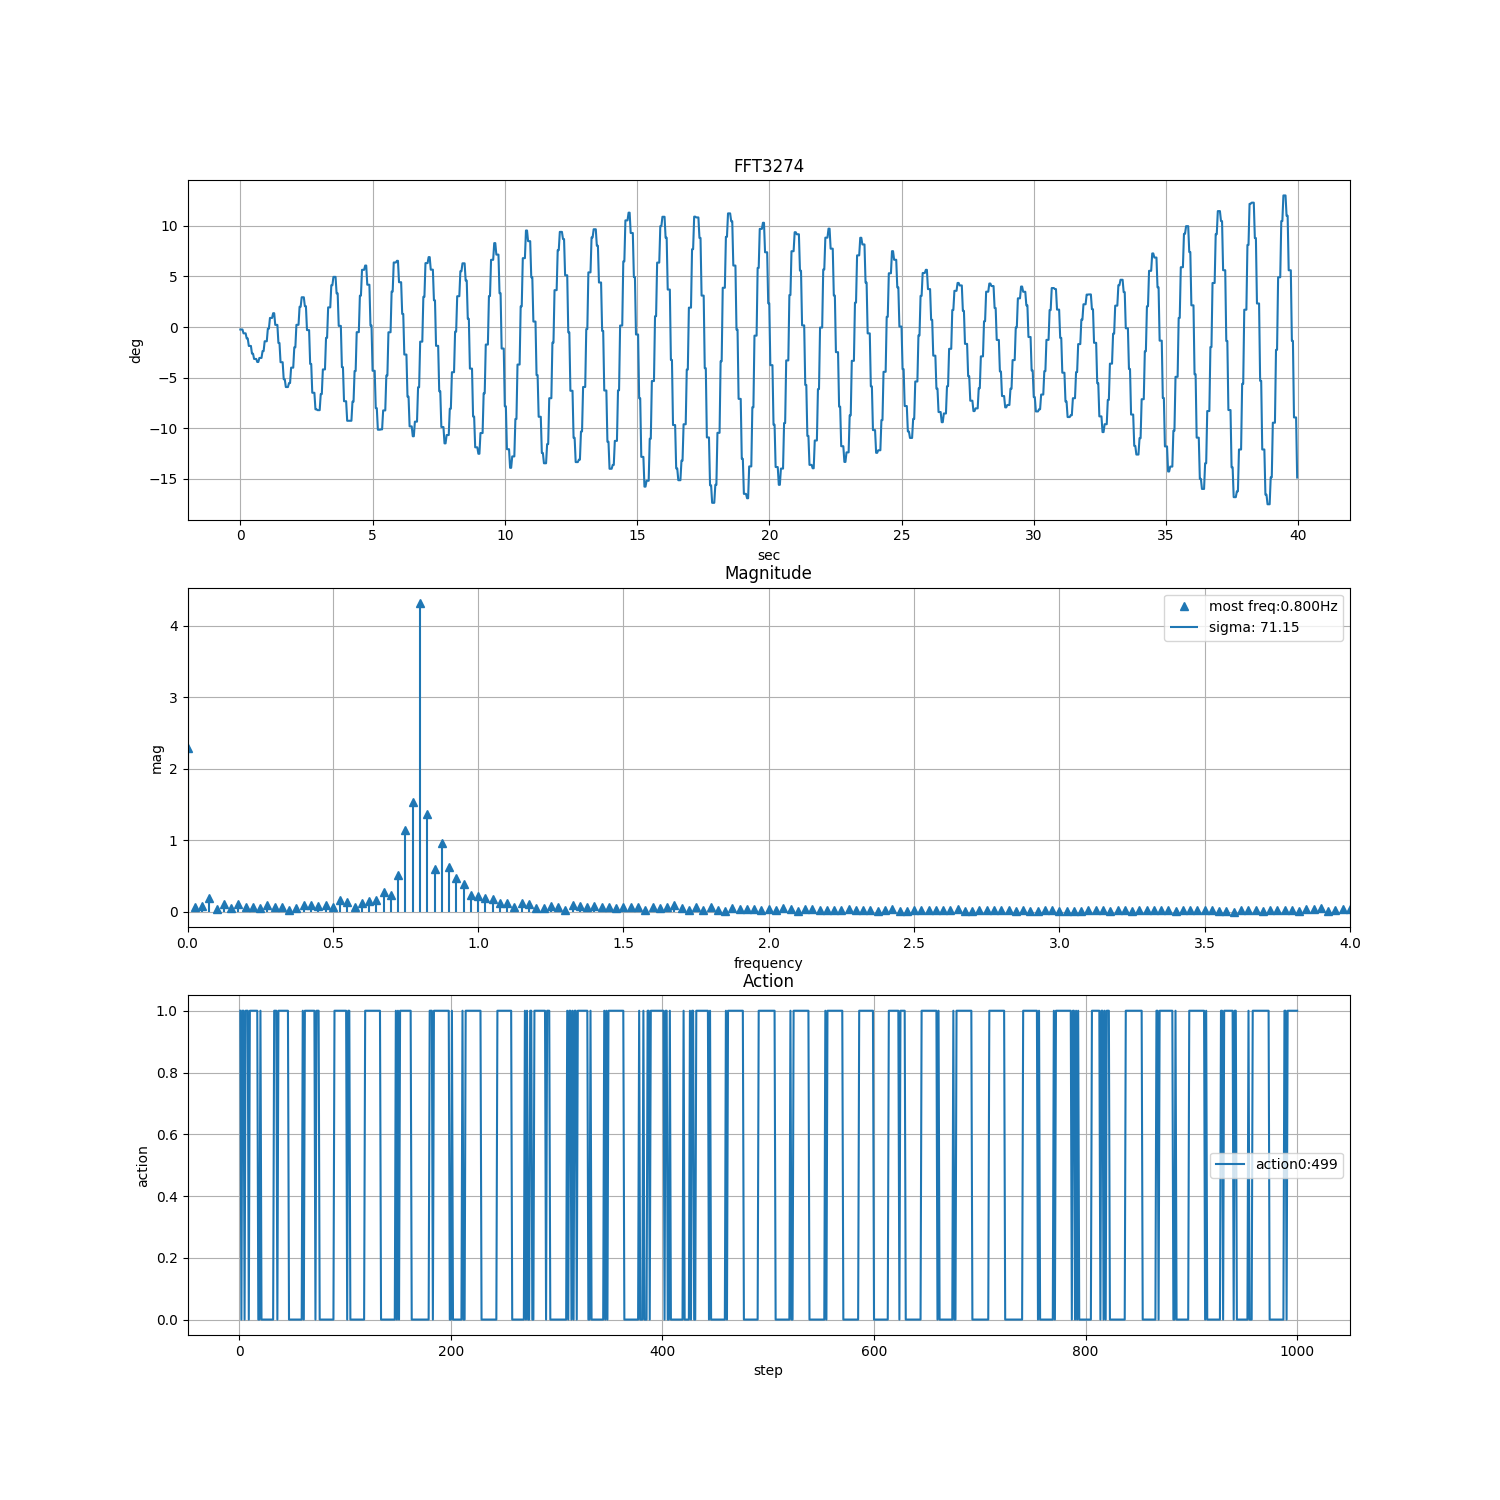 FFT3274
10
5
0
−5
−10
−15
deg
0 5 10 15 20 25 30 35 40
sec
Magnitude
most freq:0.800Hz
sigma: 71.15
4
3
2
1
0
mag
0.0 0.5 1.0 1.5 2.0 2.5 3.0 3.5 4.0
frequency
Action
1.0
0.8
0.6
0.4
0.2
0.0
action
action0:499
0 200 400 600 800 1000
step